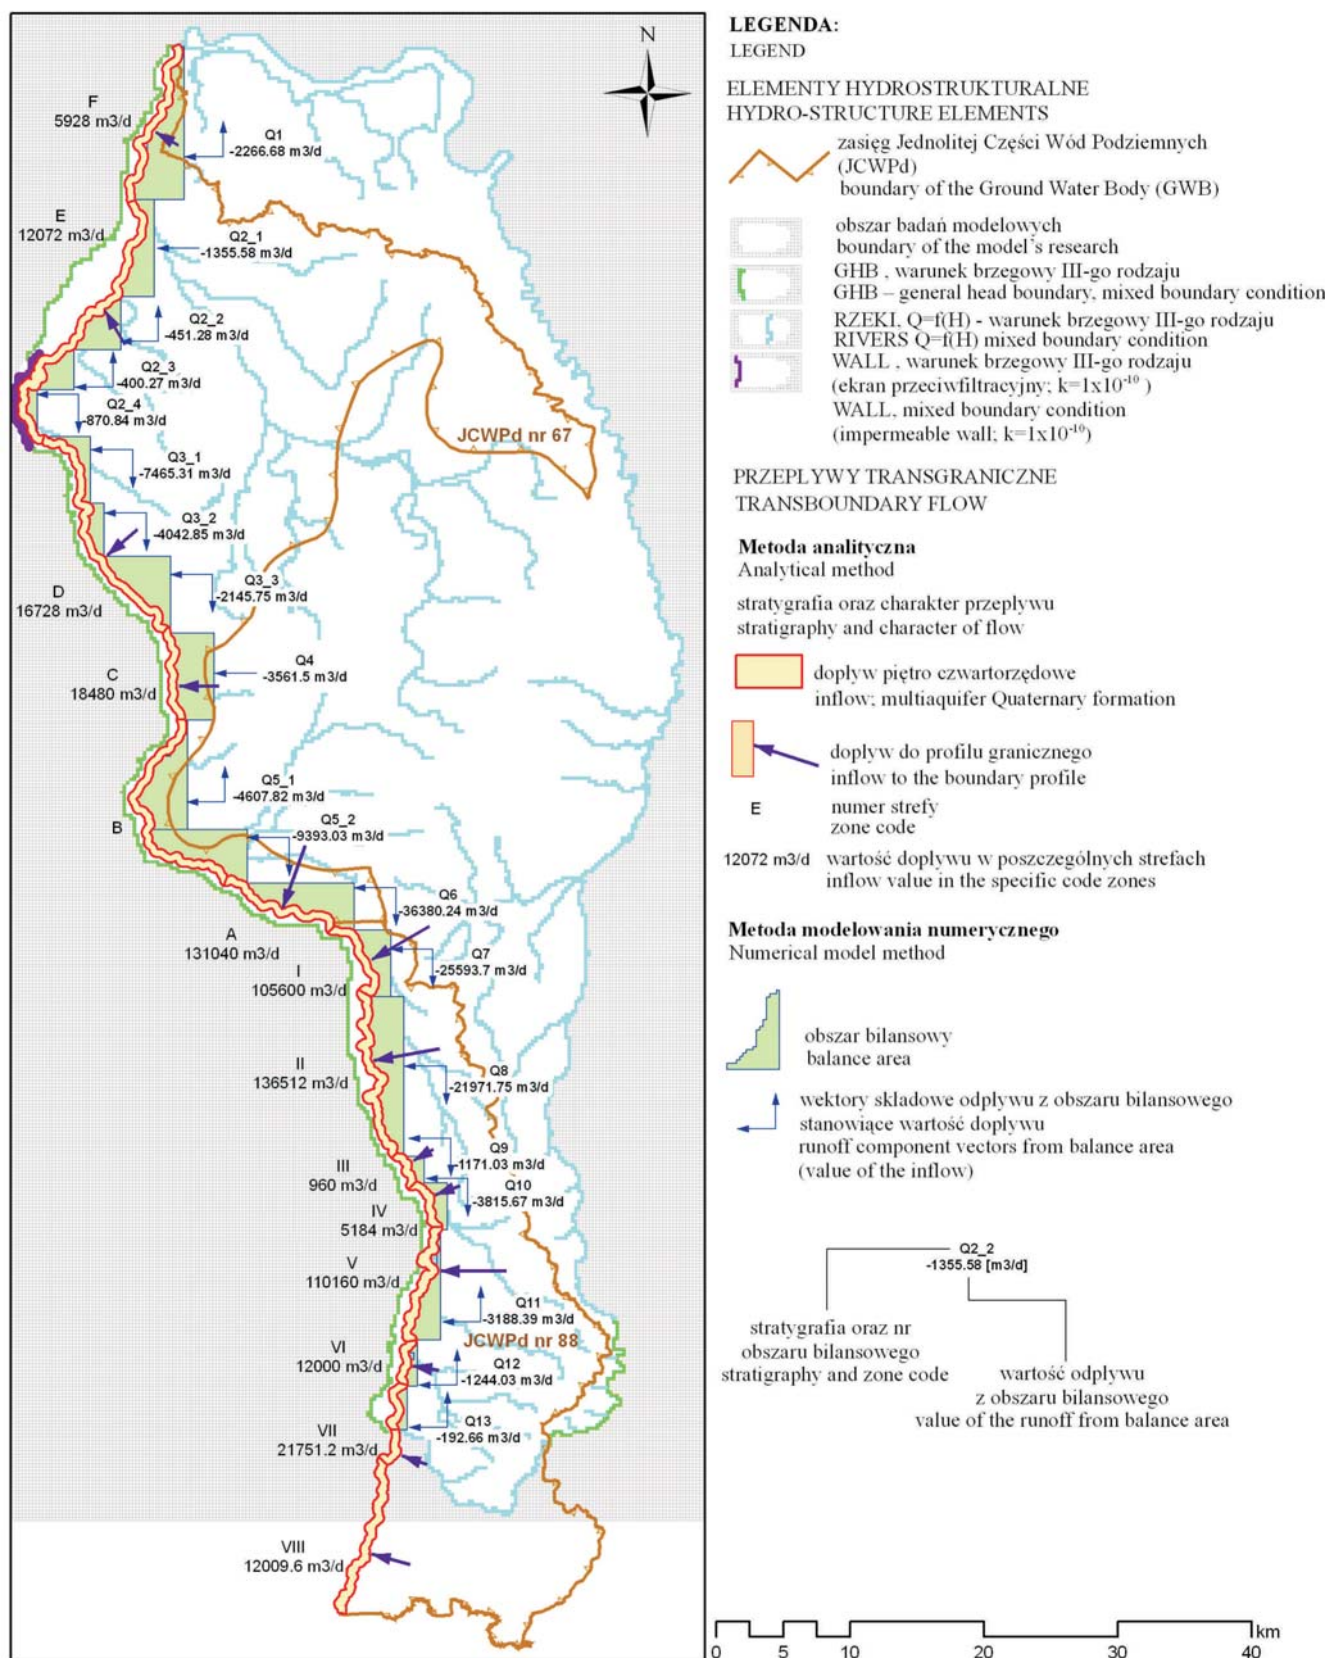 N
F
5928 m3/d
Q1
-2266.68 m3/d
E
12072 m3/d
Q2_1
-1355.58 m3/d
Q2_2
-451.28 m3/d
Q2_3
-400.27 m3/d
Q2_4
-870.84 m3/d
JCWPd nr 67
Q3_1
-7465.31 m3/d
Q3_2
-4042.85 m3/d
Q3_3
-2145.75 m3/d
D
16728 m3/d
Q4
-3561.5 m3/d
C
18480 m3/d
Q5_1
-4607.82 m3/d
B
Q5_2
-9393.03 m3/d
Q6
-36380.24 m3/d
A
131040 m3/d
Q7
-25593.7 m3/d
I
105600 m3/d
II
136512 m3/d
Q8
-21971.75 m3/d
Q9
-1171.03 m3/d
III
960 m3/d
Q10
-3815.67 m3/d
IV
5184 m3/d
V
110160 m3/d
Q11
-3188.39 m3/d
JCWPd nr 88
VI
12000 m3/d
Q12
-1244.03 m3/d
Q13
-192.66 m3/d
VII
21751.2 m3/d
VIII
12009.6 m3/d
LEGENDA:
LEGEND
ELEMENTY HYDROSTRUKTURALNE
HYDRO-STRUCTURE ELEMENTS
zasięg Jednolitej Części Wód Podziemnych
(JCWPd)
boundary of the Ground Water Body (GWB)
obszar badań modelowych
boundary of the model's research
GHB , warunek brzegowy III-go rodzaju
GHB – general head boundary, mixed boundary condition
RZEKI, Q=f(H) - warunek brzegowy III-go rodzaju
RIVERS Q=f(H) mixed boundary condition
WALL , warunek brzegowy III-go rodzaju
(ekran przeciwfiltracyjny; k=1x10⁻¹⁰ )
WALL, mixed boundary condition
(impermeable wall; k=1x10⁻¹⁰)
PRZEPLYWY TRANSGRANICZNE
TRANSBOUNDARY FLOW
Metoda analityczna
Analytical method
stratygrafia oraz charakter przeplywu
stratigraphy and character of flow
doplyw piętro czwartorzędowe
inflow; multiaquifer Quaternary formation
doplyw do profilu granicznego
inflow to the boundary profile
E
numer strefy
zone code
12072 m3/d
wartość doplywu w poszczególnych strefach
inflow value in the specific code zones
Metoda modelowania numerycznego
Numerical model method
obszar bilansowy
balance area
wektory skladowe odplywu z obszaru bilansowego
stanowiące wartość doplywu
runoff component vectors from balance area
(value of the inflow)
Q2_2
-1355.58 [m3/d]
stratygrafia oraz nr
obszaru bilansowego
stratigraphy and zone code
wartość odplywu
z obszaru bilansowego
value of the runoff from balance area
km
0 5 10 20 30 40